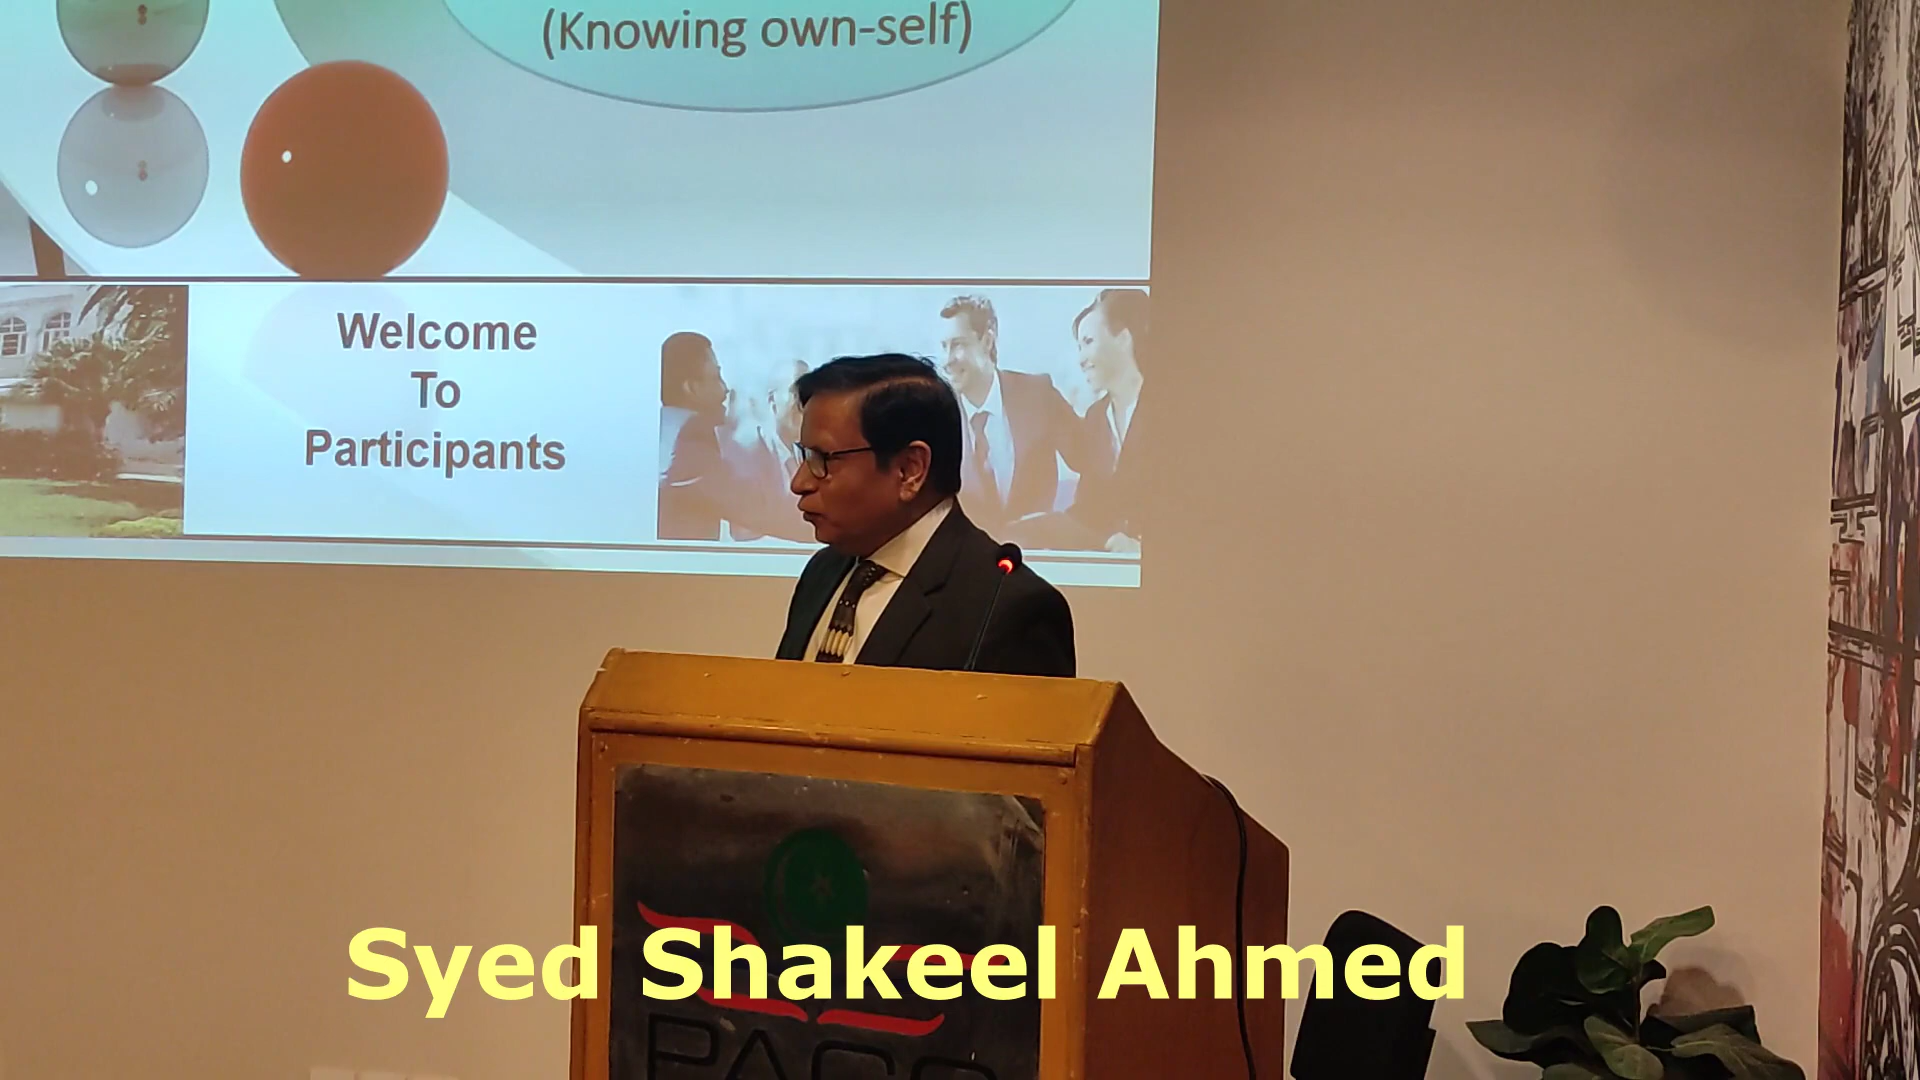 (Knowing own-self)
Welcome
To
Participants
Syed Shakeel Ahmed